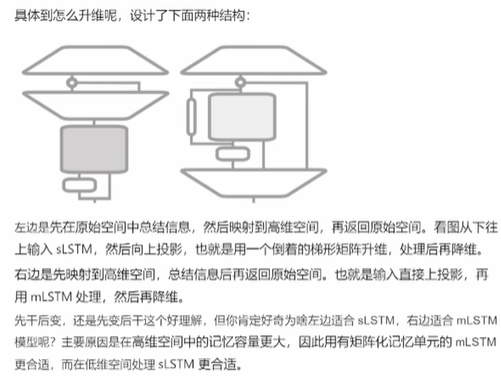 具体到怎么升维呢，设计了下面两种结构：
左边是先在原始空间中总结信息，然后映射到高维空间，再返回原始空间。看图从下往
上输入 sLSTM，然后向上投影，也就是用一个倒着的梯形矩阵升维，处理后再降维。
右边是先映射到高维空间，总结信息后再返回原始空间。也就是输入直接上投影，再
用 mLSTM 处理，然后再降维。
先干后变，还是先变后干这个好理解，但你肯定好奇为啥左边适合 sLSTM，右边适合 mLSTM
模型呢？主要原因是在高维空间中的记忆容量更大，因此用有矩阵化记忆单元的 mLSTM
更合适，而在低维空间处理 sLSTM 更合适。